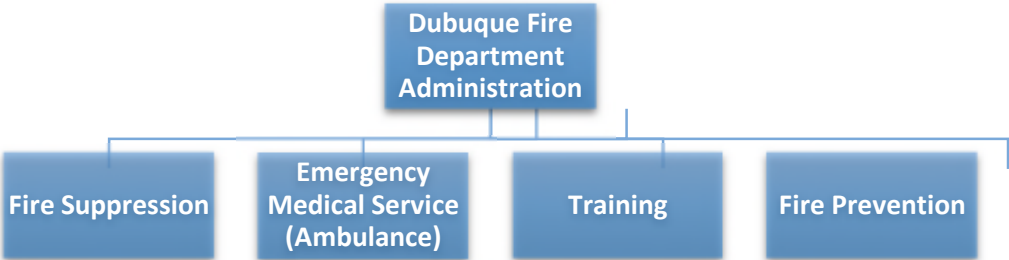 Dubuque Fire
Department
Administration
Fire Suppression
Emergency
Medical Service
(Ambulance)
Training
Fire Prevention